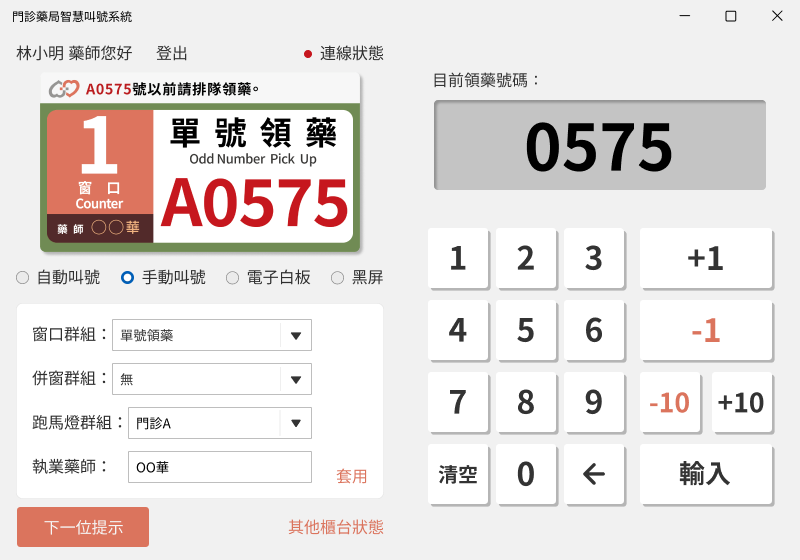 門診藥局智慧叫號系統
林小明 藥師您好 登出 連線狀態
A0575號以前請排隊領藥。
1
窗 口
Counter
藥 師 〇〇華
單號領藥
Odd Number Pick Up
A0575
自動叫號 手動叫號 電子白板 黑屏
窗口群組： 單號領藥
併窗群組： 無
跑馬燈群組： 門診A
執業藥師： OO華
套用
下一位提示 其他櫃台狀態
目前領藥號碼：
0575
1 2 3 +1
4 5 6 -1
7 8 9 -10 +10
清空 0 ← 輸入